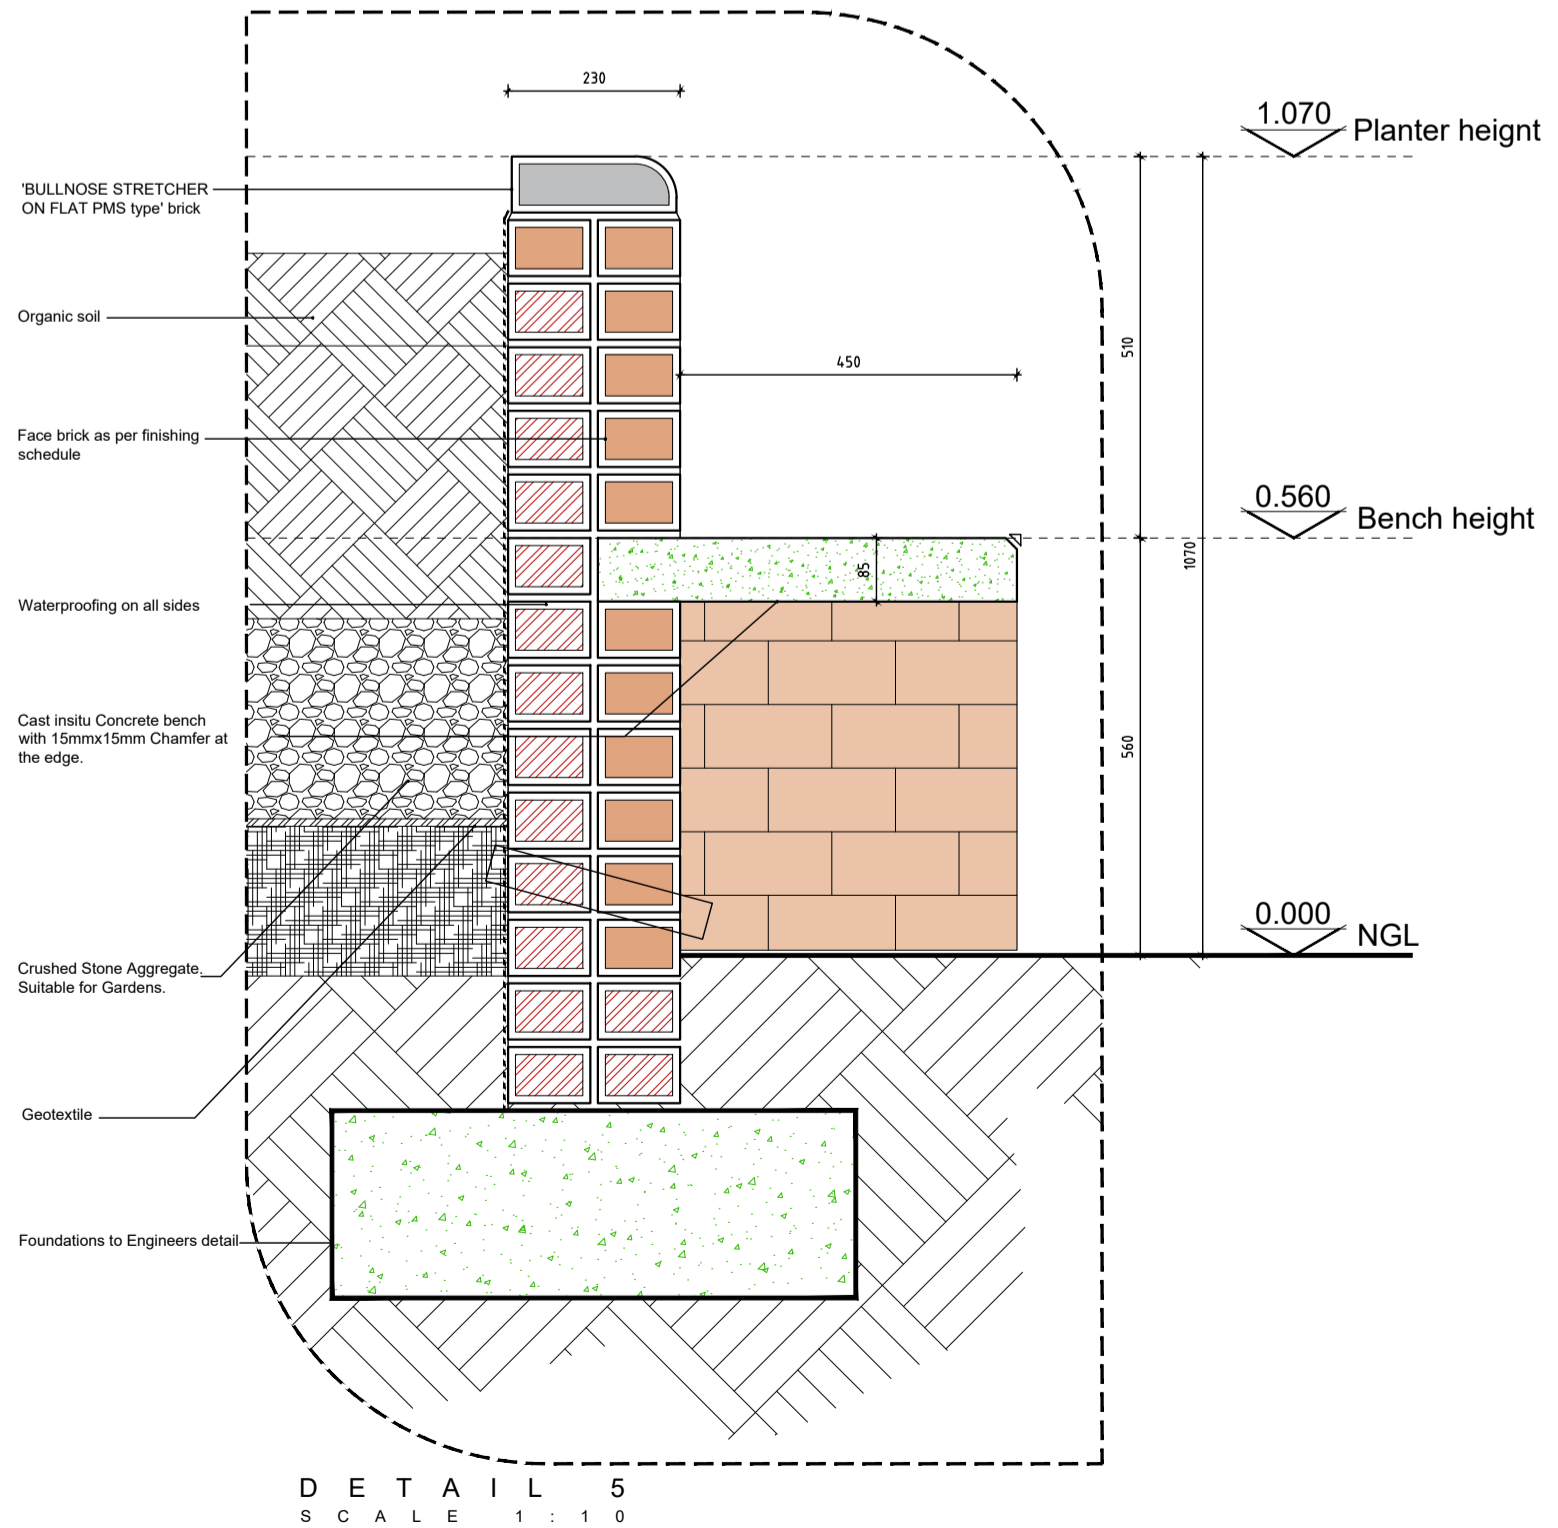 230
1.070
Planter heignt
'BULLNOSE STRETCHER
ON FLAT PMS type' brick
Organic soil
510
450
Face brick as per finishing
schedule
0.560
Bench height
85
1070
Waterproofing on all sides
Cast insitu Concrete bench
with 15mmx15mm Chamfer at
the edge.
560
0.000
NGL
Crushed Stone Aggregate.
Suitable for Gardens.
Geotextile
Foundations to Engineers detail
DETAIL 5
SCALE 1:10